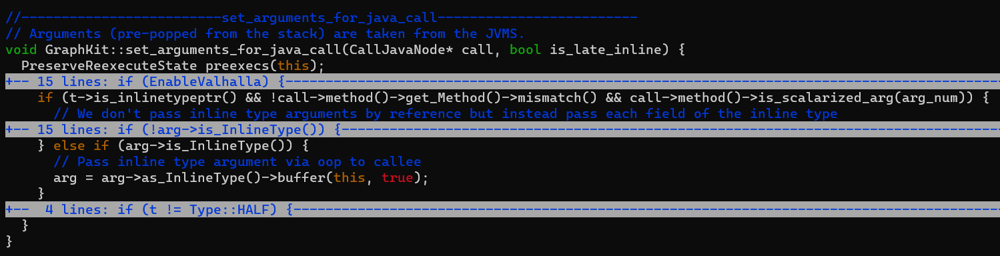 //-------------------------set_arguments_for_java_call-------------------------
// Arguments (pre-popped from the stack) are taken from the JVMS.
void GraphKit::set_arguments_for_java_call(CallJavaNode* call, bool is_late_inline) {
  PreserveReexecuteState preexecs(this);
+-- 15 lines: if (EnableValhalla) {------------------------------------------------------------------------------------------
    if (t->is_inlinetypeptr() && !call->method()->get_Method()->mismatch() && call->method()->is_scalarized_arg(arg_num)) {
      // We don't pass inline type arguments by reference but instead pass each field of the inline type
+-- 15 lines: if (!arg->is_InlineType()) {-----------------------------------------------------------------------------------
    } else if (arg->is_InlineType()) {
      // Pass inline type argument via oop to callee
      arg = arg->as_InlineType()->buffer(this, true);
    }
+--  4 lines: if (t != Type::HALF) {-----------------------------------------------------------------------------------------
  }
}